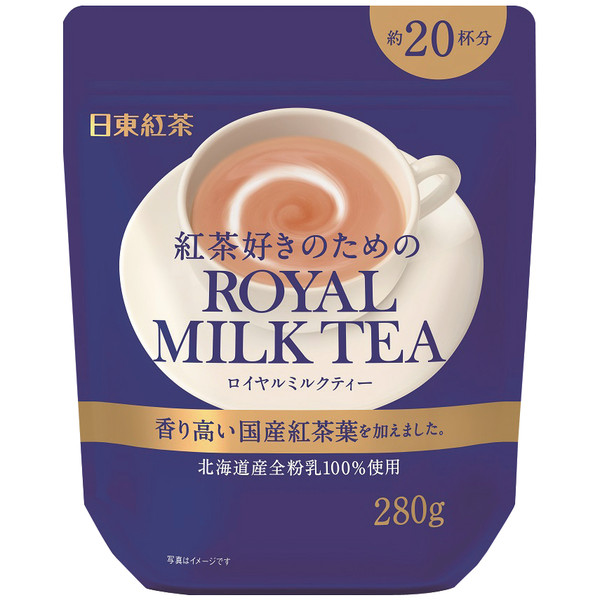 約20杯分
日東紅茶
紅茶好きのための
ROYAL
MILK TEA
ロイヤルミルクティー
香り高い国産紅茶葉を加えました。
北海道産全粉乳100%使用
280g
写真はイメージです